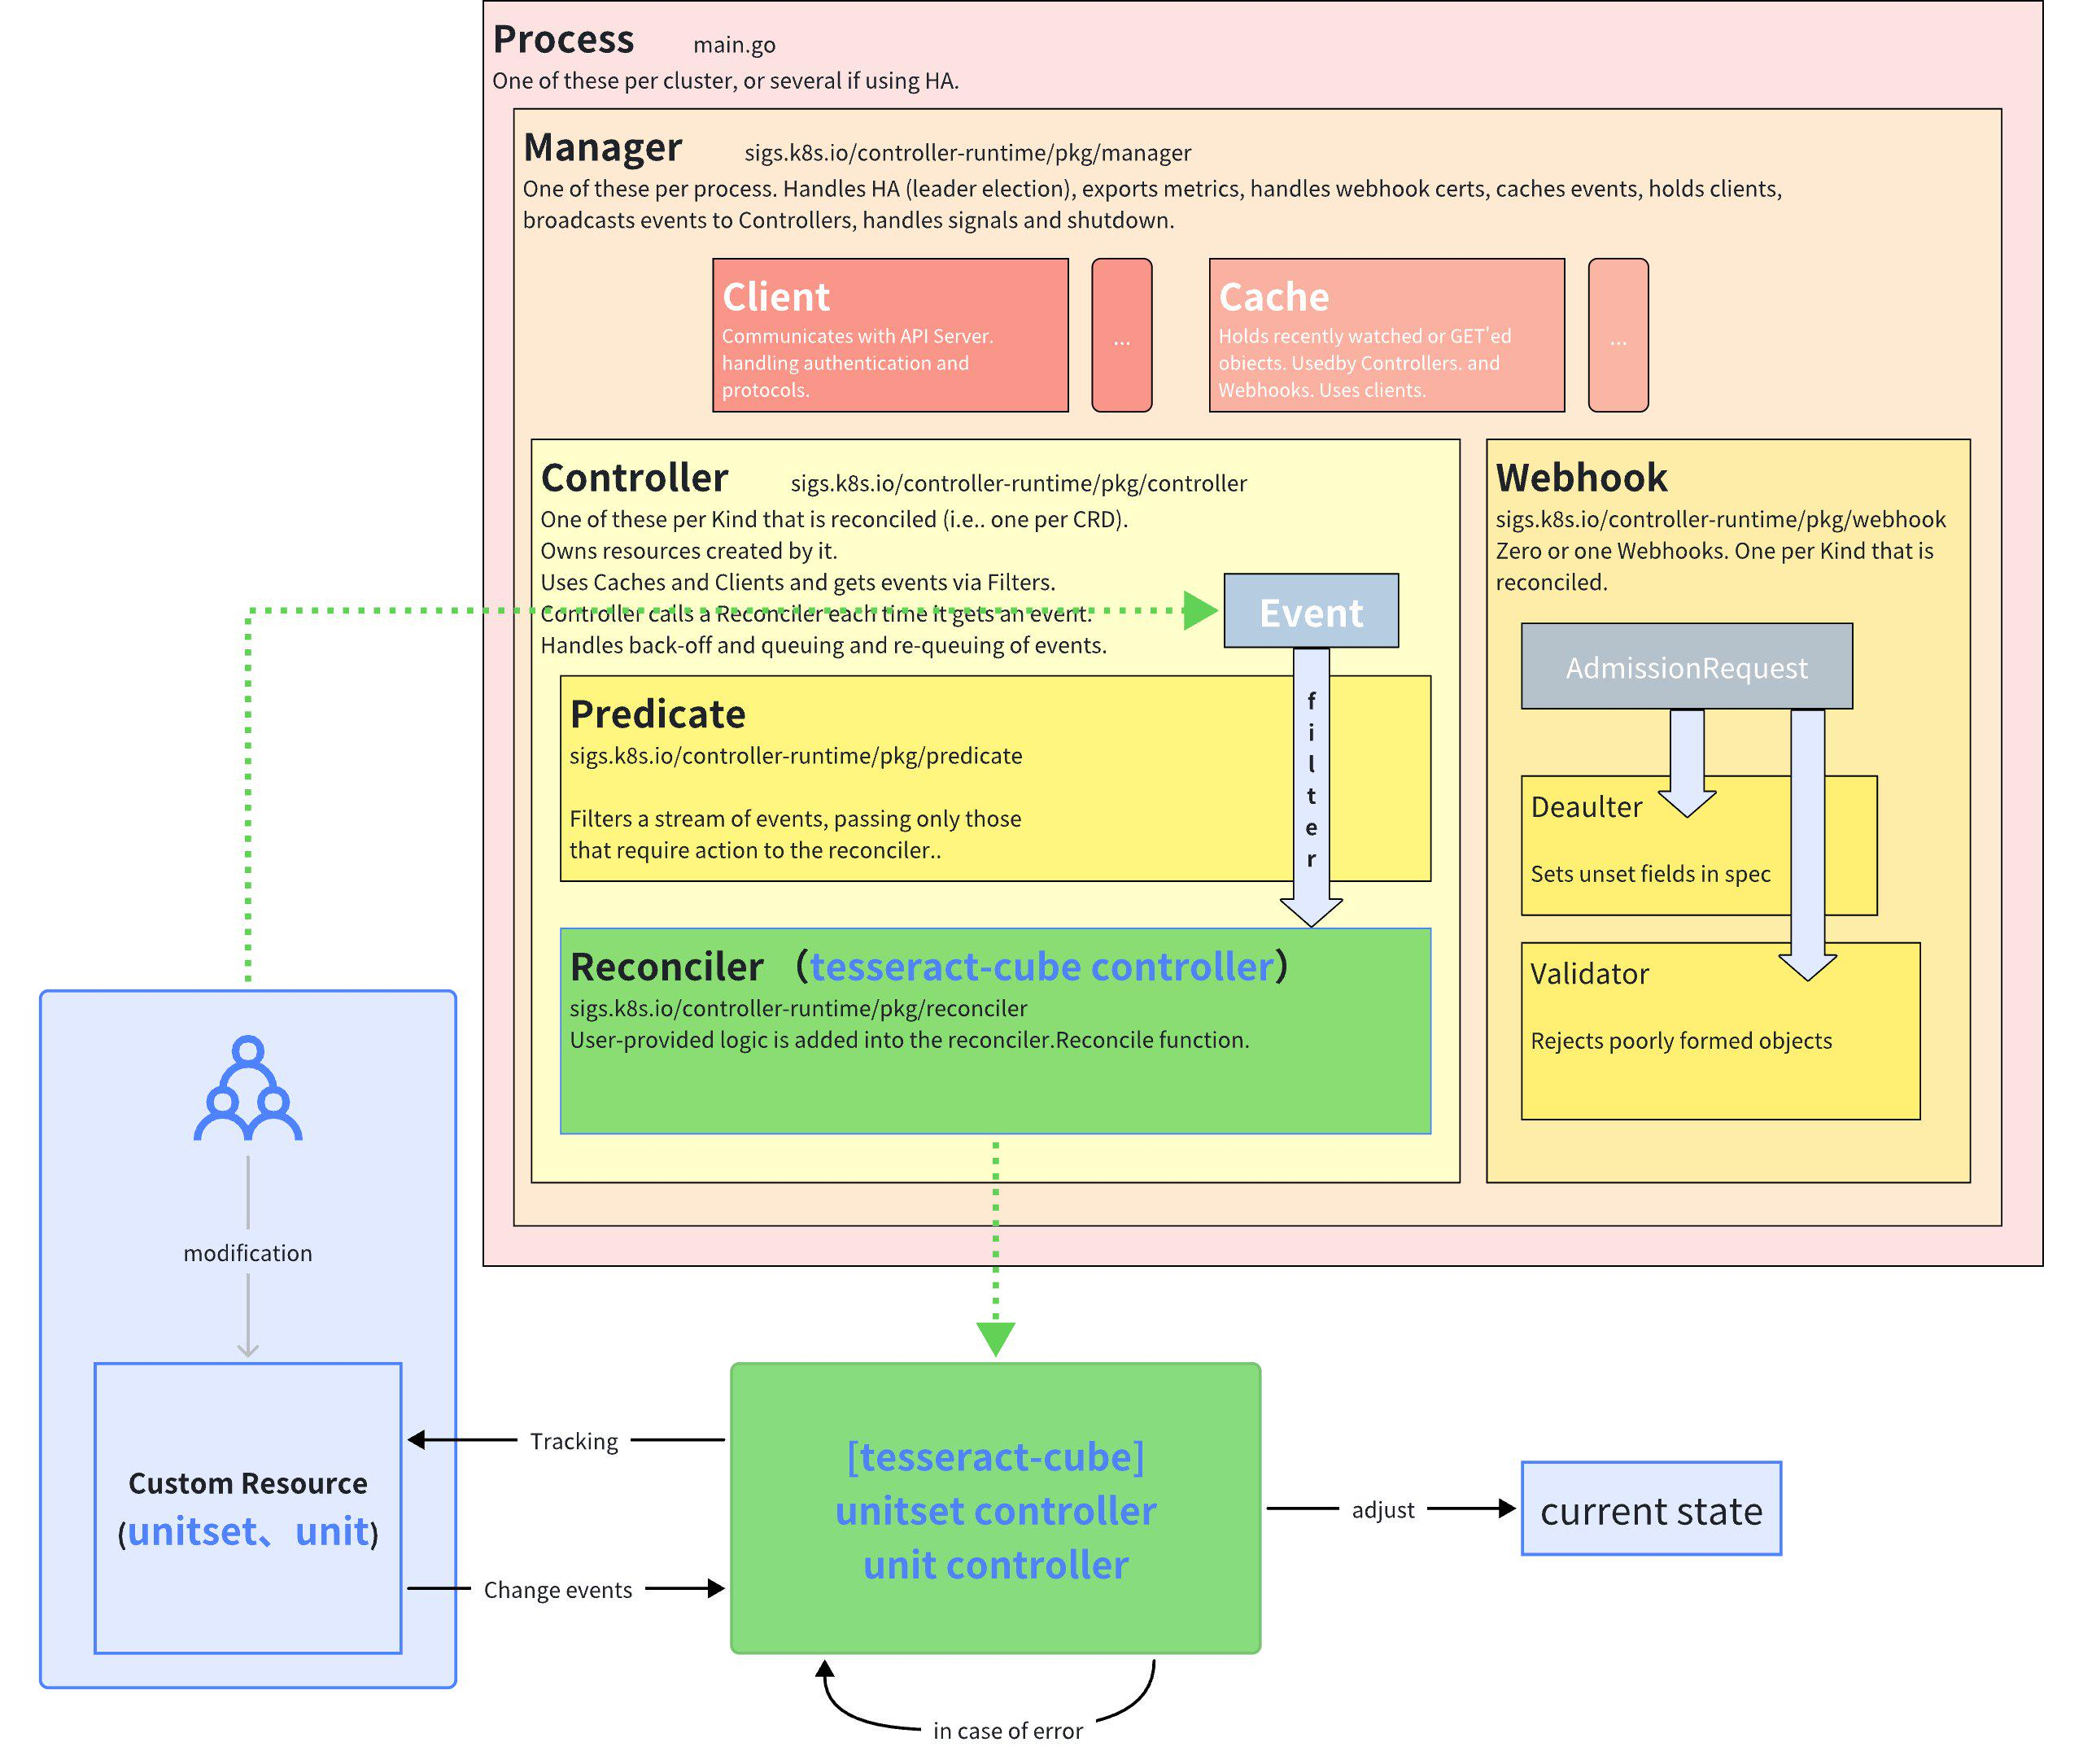 Process main.go
One of these per cluster, or several if using HA.
Manager sigs.k8s.io/controller-runtime/pkg/manager
One of these per process. Handles HA (leader election), exports metrics, handles webhook certs, caches events, holds clients,
broadcasts events to Controllers, handles signals and shutdown.
Client
Communicates with API Server.
handling authentication and
protocols.
...
Cache
Holds recently watched or GET'ed
objects. Usedby Controllers. and
Webhooks. Uses clients.
...
Controller sigs.k8s.io/controller-runtime/pkg/controller
One of these per Kind that is reconciled (i.e.. one per CRD).
Owns resources created by it.
Uses Caches and Clients and gets events via Filters.
Controller calls a Reconciler each time it gets an event.
Handles back-off and queuing and re-queuing of events.
Event
filter
Predicate
sigs.k8s.io/controller-runtime/pkg/predicate
Filters a stream of events, passing only those
that require action to the reconciler..
Reconciler （tesseract-cube controller）
sigs.k8s.io/controller-runtime/pkg/reconciler
User-provided logic is added into the reconciler.Reconcile function.
Webhook
sigs.k8s.io/controller-runtime/pkg/webhook
Zero or one Webhooks. One per Kind that is
reconciled.
AdmissionRequest
Deaulter
Sets unset fields in spec
Validator
Rejects poorly formed objects
modification
Custom Resource
(unitset、unit)
Tracking
Change events
[tesseract-cube]
unitset controller
unit controller
adjust
current state
in case of error